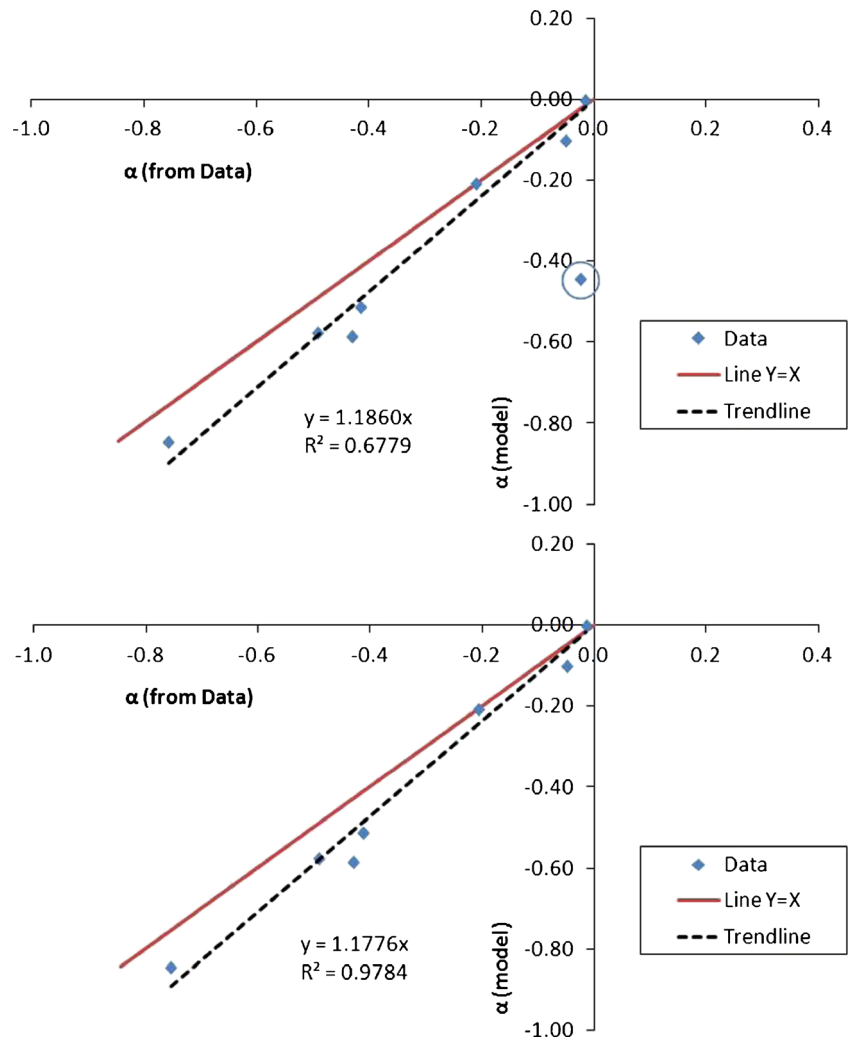 0.20
0.00
-1.0 -0.8 -0.6 -0.4 -0.2 0.0 0.2 0.4
α (from Data)
-0.20
-0.40
-0.60
Data
Line Y=X
Trendline
y = 1.1860x
R² = 0.6779
α (model)
-0.80
-1.00
0.20
0.00
-1.0 -0.8 -0.6 -0.4 -0.2 0.0 0.2 0.4
α (from Data)
-0.20
-0.40
-0.60
Data
Line Y=X
Trendline
y = 1.1776x
R² = 0.9784
α (model)
-0.80
-1.00